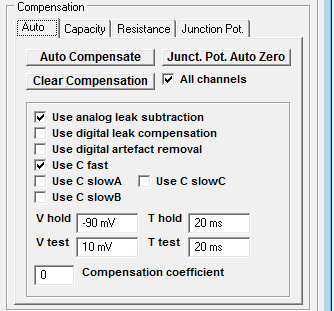 Compensation
Auto Capacity Resistance Junction Pot.
Auto Compensate Junct. Pot. Auto Zero
Clear Compensation All channels
Use analog leak subtraction
Use digital leak compensation
Use digital artefact removal
Use C fast
Use C slowA Use C slowC
Use C slowB
V hold -90 mV T hold 20 ms
V test 10 mV T test 20 ms
0 Compensation coefficient